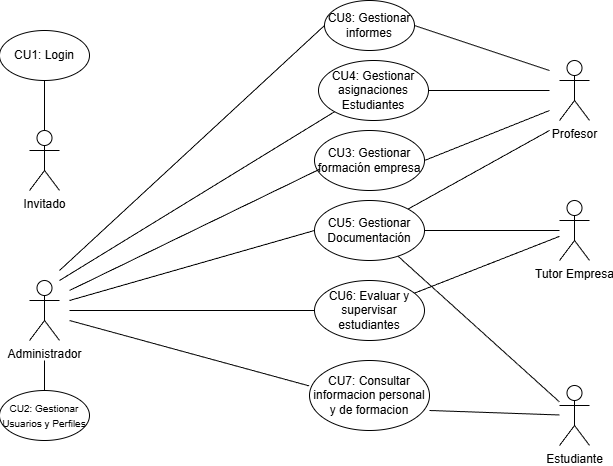 CU8: Gestionar
informes
CU1: Login
CU4: Gestionar
asignaciones
Estudiantes
Profesor
CU3: Gestionar
formación empresa
Invitado
CU5: Gestionar
Documentación
Tutor Empresa
CU6: Evaluar y
supervisar
estudiantes
Administrador
CU7: Consultar
informacion personal
y de formacion
CU2: Gestionar
Usuarios y Perfiles
Estudiante